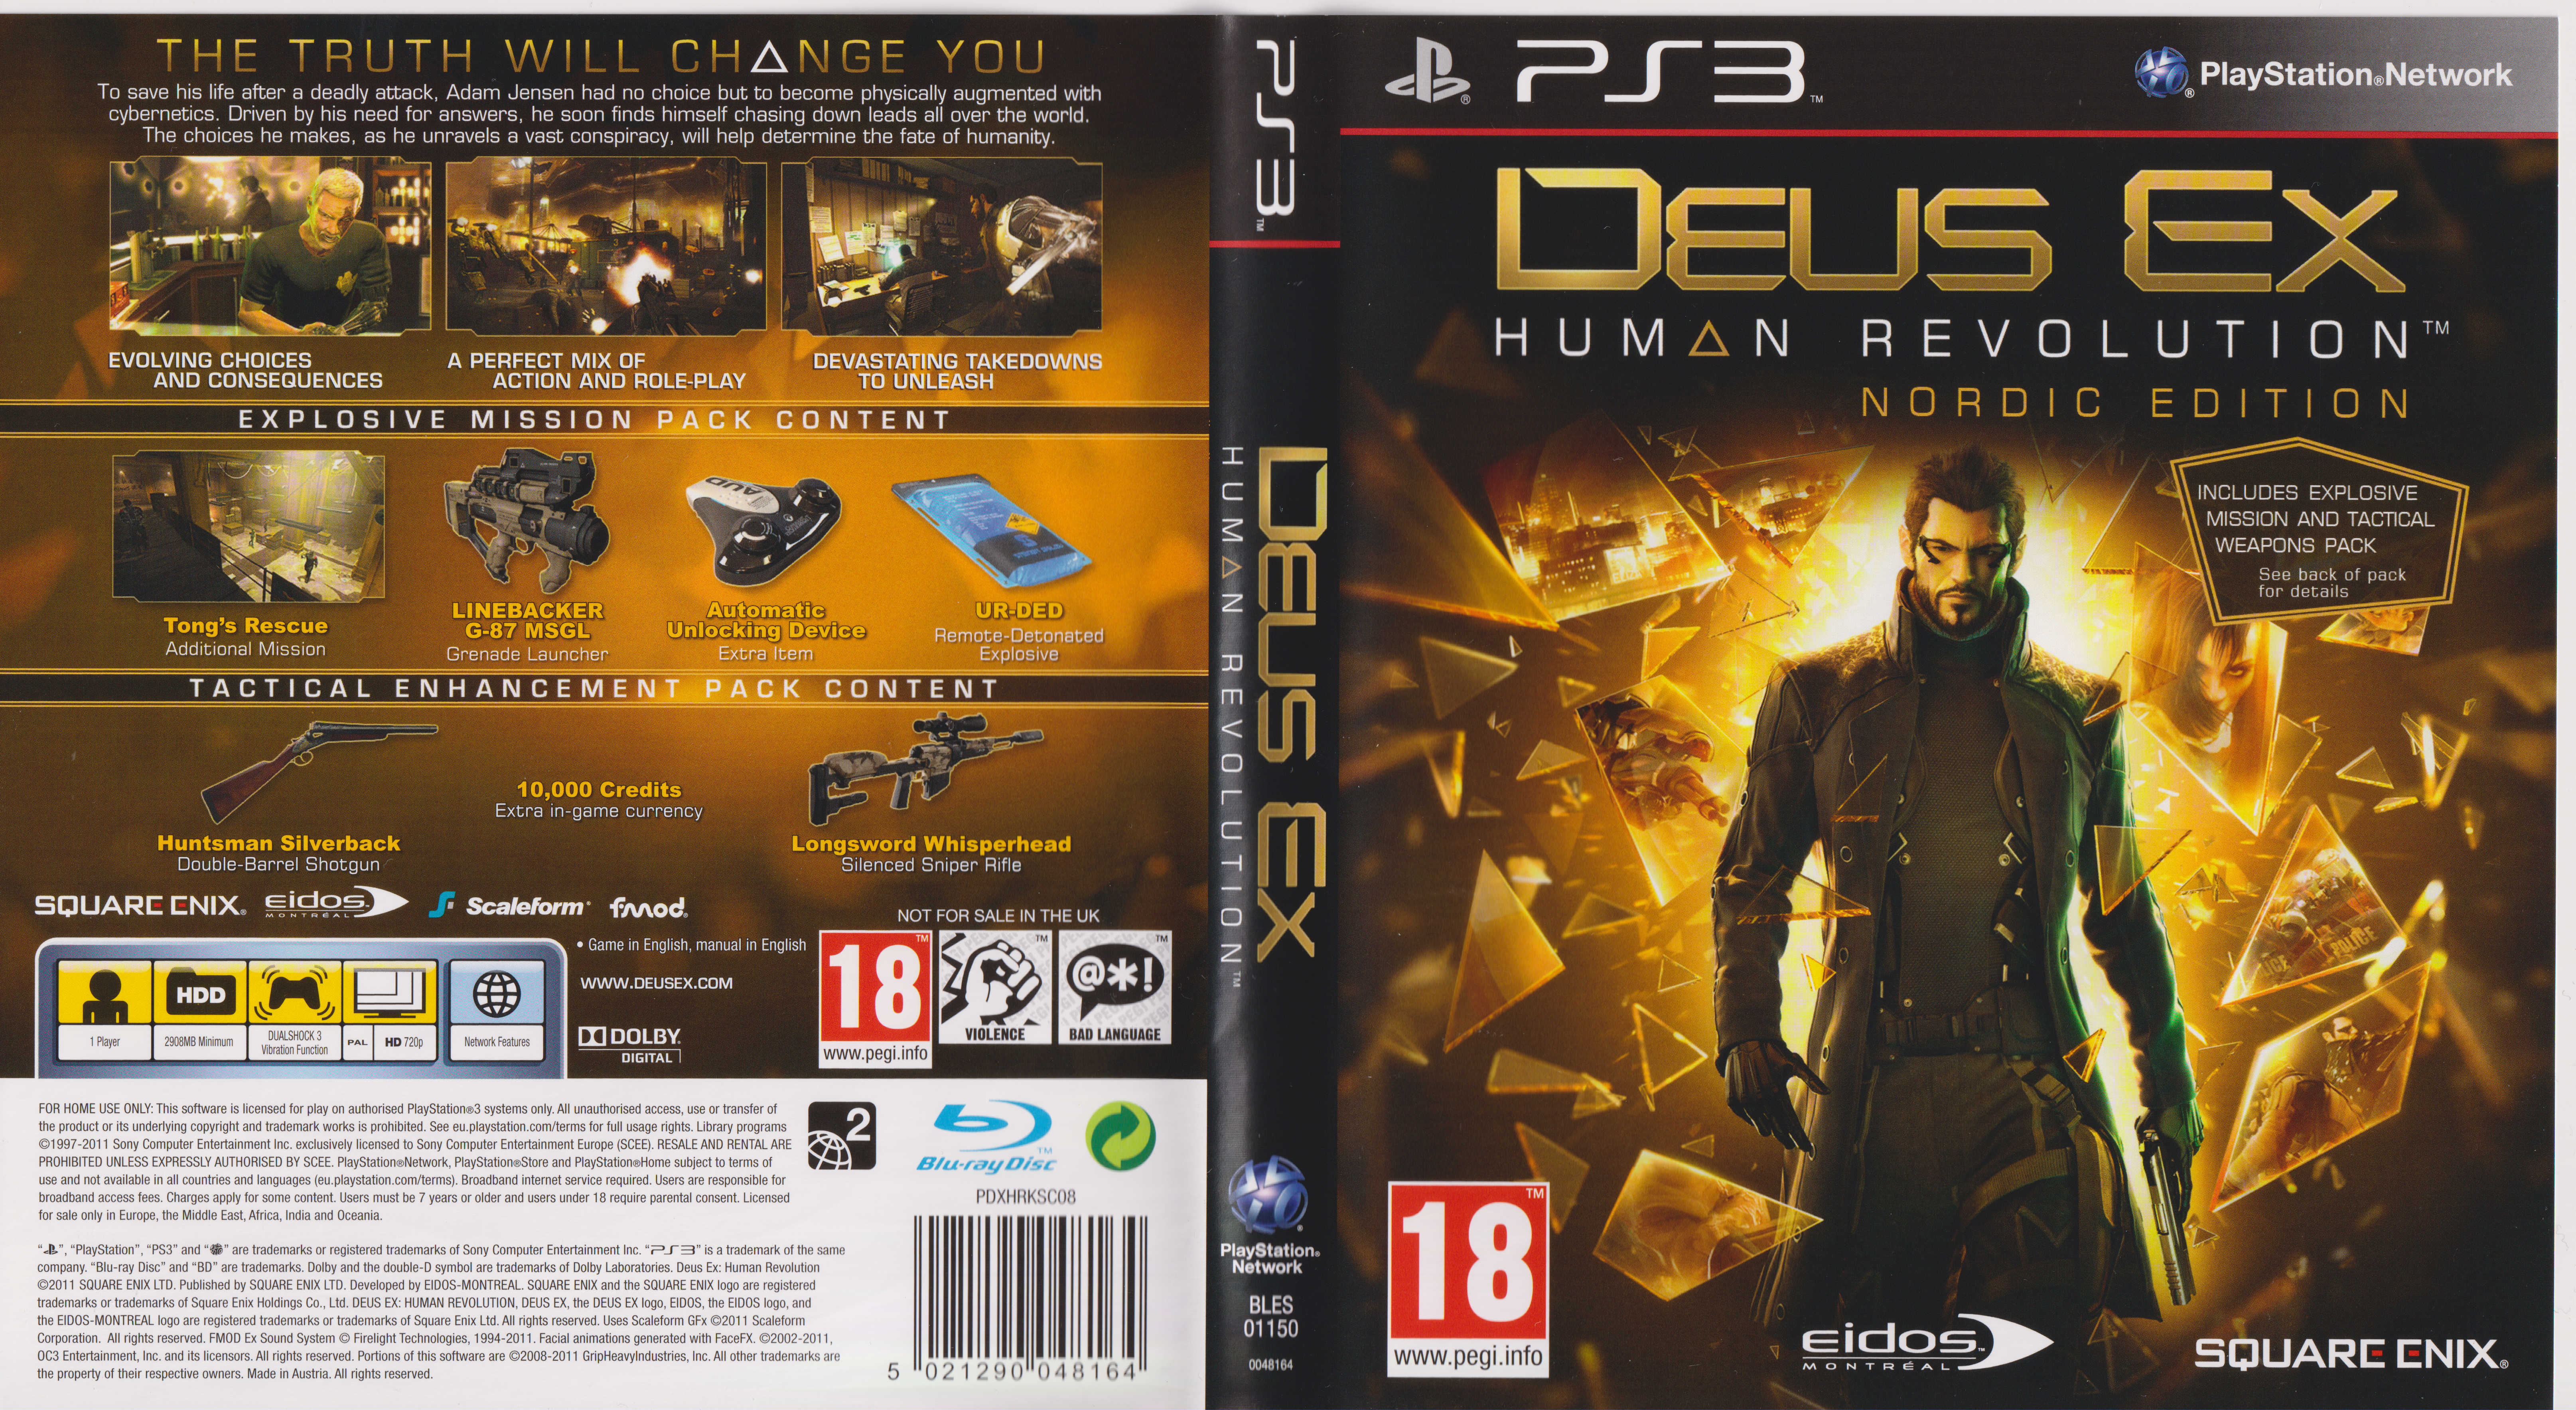 THE TRUTH WILL CHANGE YOU
To save his life after a deadly attack, Adam Jensen had no choice but to become physically augmented with
cybernetics. Driven by his need for answers, he soon finds himself chasing down leads all over the world.
The choices he makes, as he unravels a vast conspiracy, will help determine the fate of humanity.
EVOLVING CHOICES
AND CONSEQUENCES
A PERFECT MIX OF
ACTION AND ROLE-PLAY
DEVASTATING TAKEDOWNS
TO UNLEASH
EXPLOSIVE MISSION PACK CONTENT
AUD
Tong's Rescue
Additional Mission
LINEBACKER
G-87 MSGL
Grenade Launcher
Automatic
Unlocking Device
Extra Item
UR-DED
Remote-Detonated
Explosive
TACTICAL ENHANCEMENT PACK CONTENT
Huntsman Silverback
Double-Barrel Shotgun
10,000 Credits
Extra in-game currency
Longsword Whisperhead
Silenced Sniper Rifle
SQUARE ENIX®
eidos™
MONTRÉAL
Scaleform®
fmod®
NOT FOR SALE IN THE UK
• Game in English, manual in English
WWW.DEUSEX.COM
DOLBY®
DIGITAL
1 Player
HDD
2908MB Minimum
DUALSHOCK 3
Vibration Function
PAL
HD 720p
Network Features
18™
www.pegi.info
VIOLENCE
@*!
BAD LANGUAGE
FOR HOME USE ONLY: This software is licensed for play on authorised PlayStation®3 systems only. All unauthorised access, use or transfer of
the product or its underlying copyright and trademark works is prohibited. See eu.playstation.com/terms for full usage rights. Library programs
©1997-2011 Sony Computer Entertainment Inc. exclusively licensed to Sony Computer Entertainment Europe (SCEE). RESALE AND RENTAL ARE
PROHIBITED UNLESS EXPRESSLY AUTHORISED BY SCEE. PlayStation®Network, PlayStation®Store and PlayStation®Home subject to terms of
use and not available in all countries and languages (eu.playstation.com/terms). Broadband internet service required. Users are responsible for
broadband access fees. Charges apply for some content. Users must be 7 years or older and users under 18 require parental consent. Licensed
for sale only in Europe, the Middle East, Africa, India and Oceania.
“ ”, “PlayStation”, “PS3” and “ ” are trademarks or registered trademarks of Sony Computer Entertainment Inc. “PS3” is a trademark of the same
company. “Blu-ray Disc” and “BD” are trademarks. Dolby and the double-D symbol are trademarks of Dolby Laboratories. Deus Ex: Human Revolution
©2011 SQUARE ENIX LTD. Published by SQUARE ENIX LTD. Developed by EIDOS-MONTREAL. SQUARE ENIX and the SQUARE ENIX logo are registered
trademarks or trademarks of Square Enix Holdings Co., Ltd. DEUS EX: HUMAN REVOLUTION, DEUS EX, the DEUS EX logo, EIDOS, the EIDOS logo, and
the EIDOS-MONTREAL logo are registered trademarks or trademarks of Square Enix Ltd. All rights reserved. Uses Scaleform GFx ©2011 Scaleform
Corporation. All rights reserved. FMOD Ex Sound System © Firelight Technologies, 1994-2011. Facial animations generated with FaceFX. ©2002-2011,
OC3 Entertainment, Inc. and its licensors. All rights reserved. Portions of this software are ©2008-2011 GripHeavyIndustries, Inc. All other trademarks are
the property of their respective owners. Made in Austria. All rights reserved.
2
Blu-ray Disc™
PDXHRKSC08
5 021290 048164
PS3™
DEUS EX
HUMAN REVOLUTION™
PlayStation®
Network
BLES
01150
0048164
PS3™
PlayStation®Network
DEUS EX
HUMAN REVOLUTION™
NORDIC EDITION
INCLUDES EXPLOSIVE
MISSION AND TACTICAL
WEAPONS PACK
See back of pack
for details
POLICE
18™
www.pegi.info
eidos™
MONTRÉAL
SQUARE ENIX®